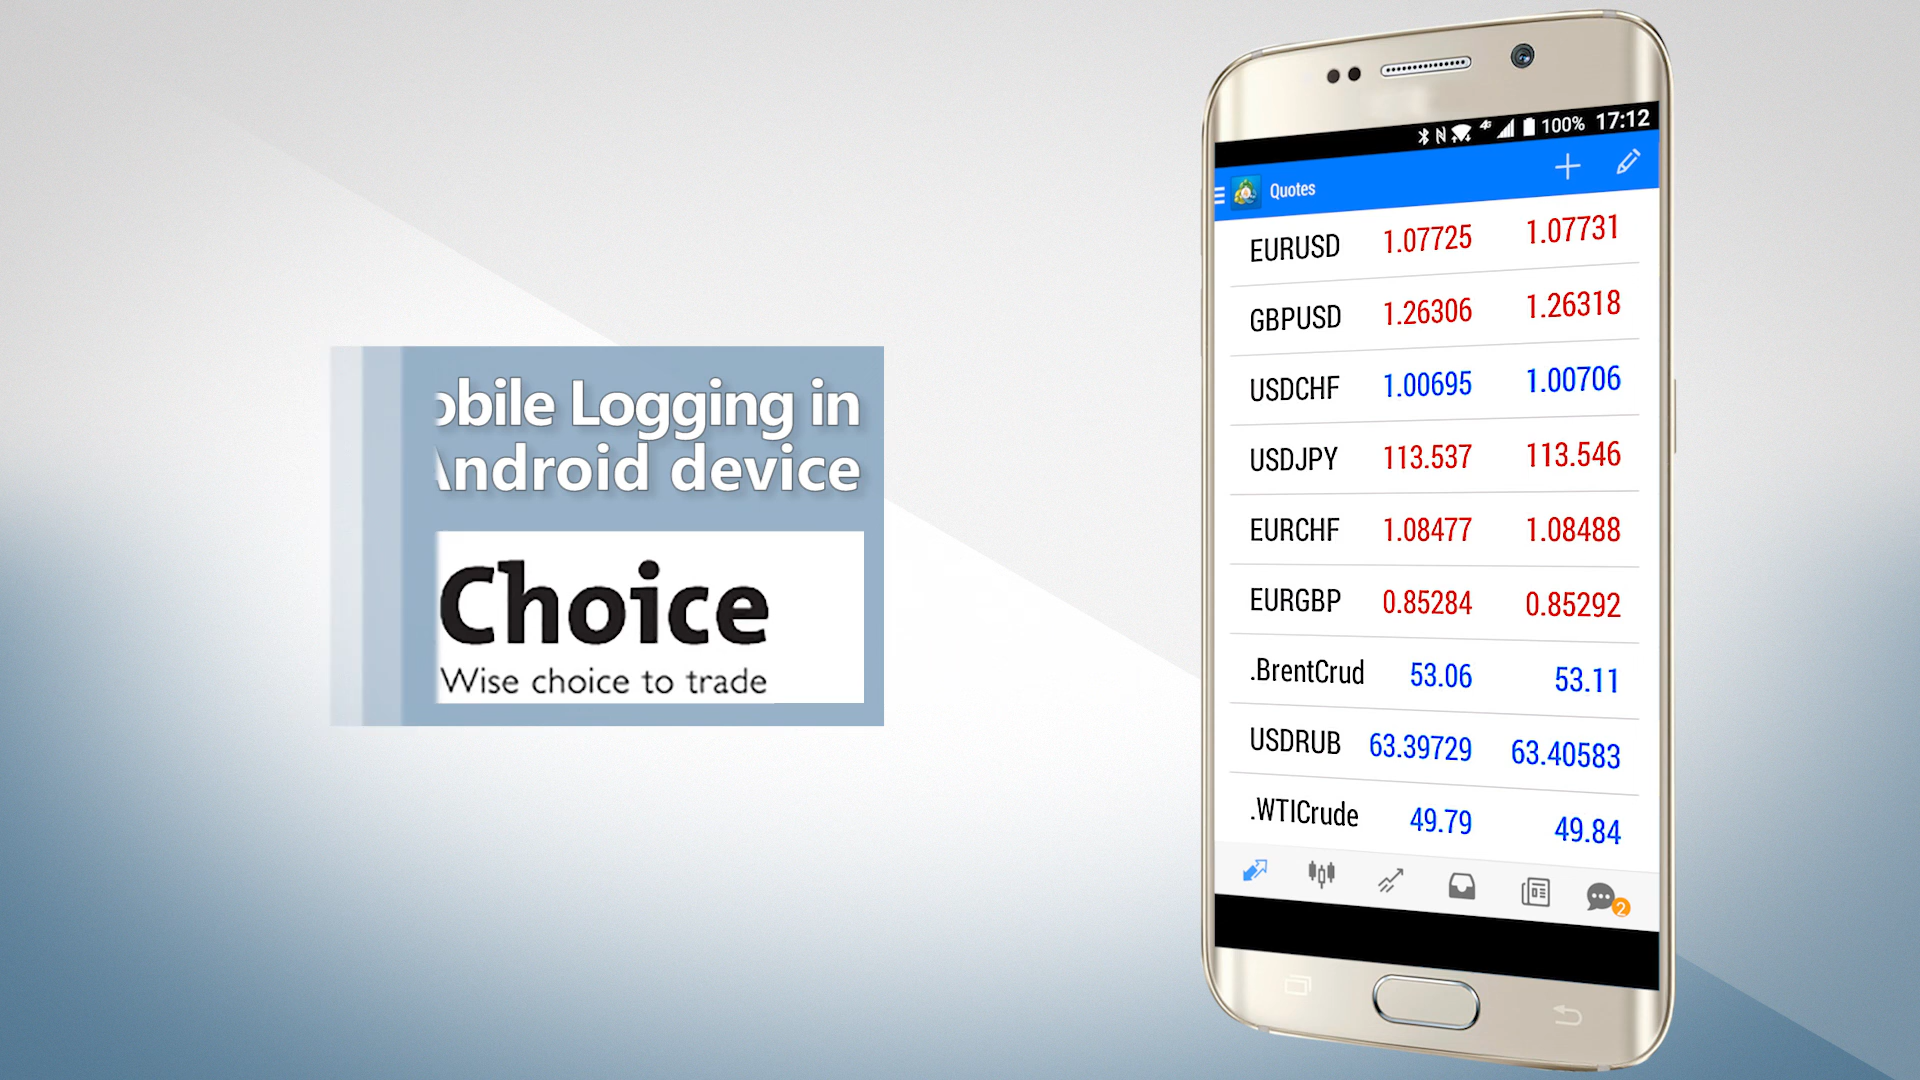 obile Logging in
Android device
Choice
Wise choice to trade
100% 17:12
Quotes
EURUSD 1.07725 1.07731
GBPUSD 1.26306 1.26318
USDCHF 1.00695 1.00706
USDJPY 113.537 113.546
EURCHF 1.08477 1.08488
EURGBP 0.85284 0.85292
.BrentCrud 53.06 53.11
USDRUB 63.39729 63.40583
.WTICrude 49.79 49.84
2